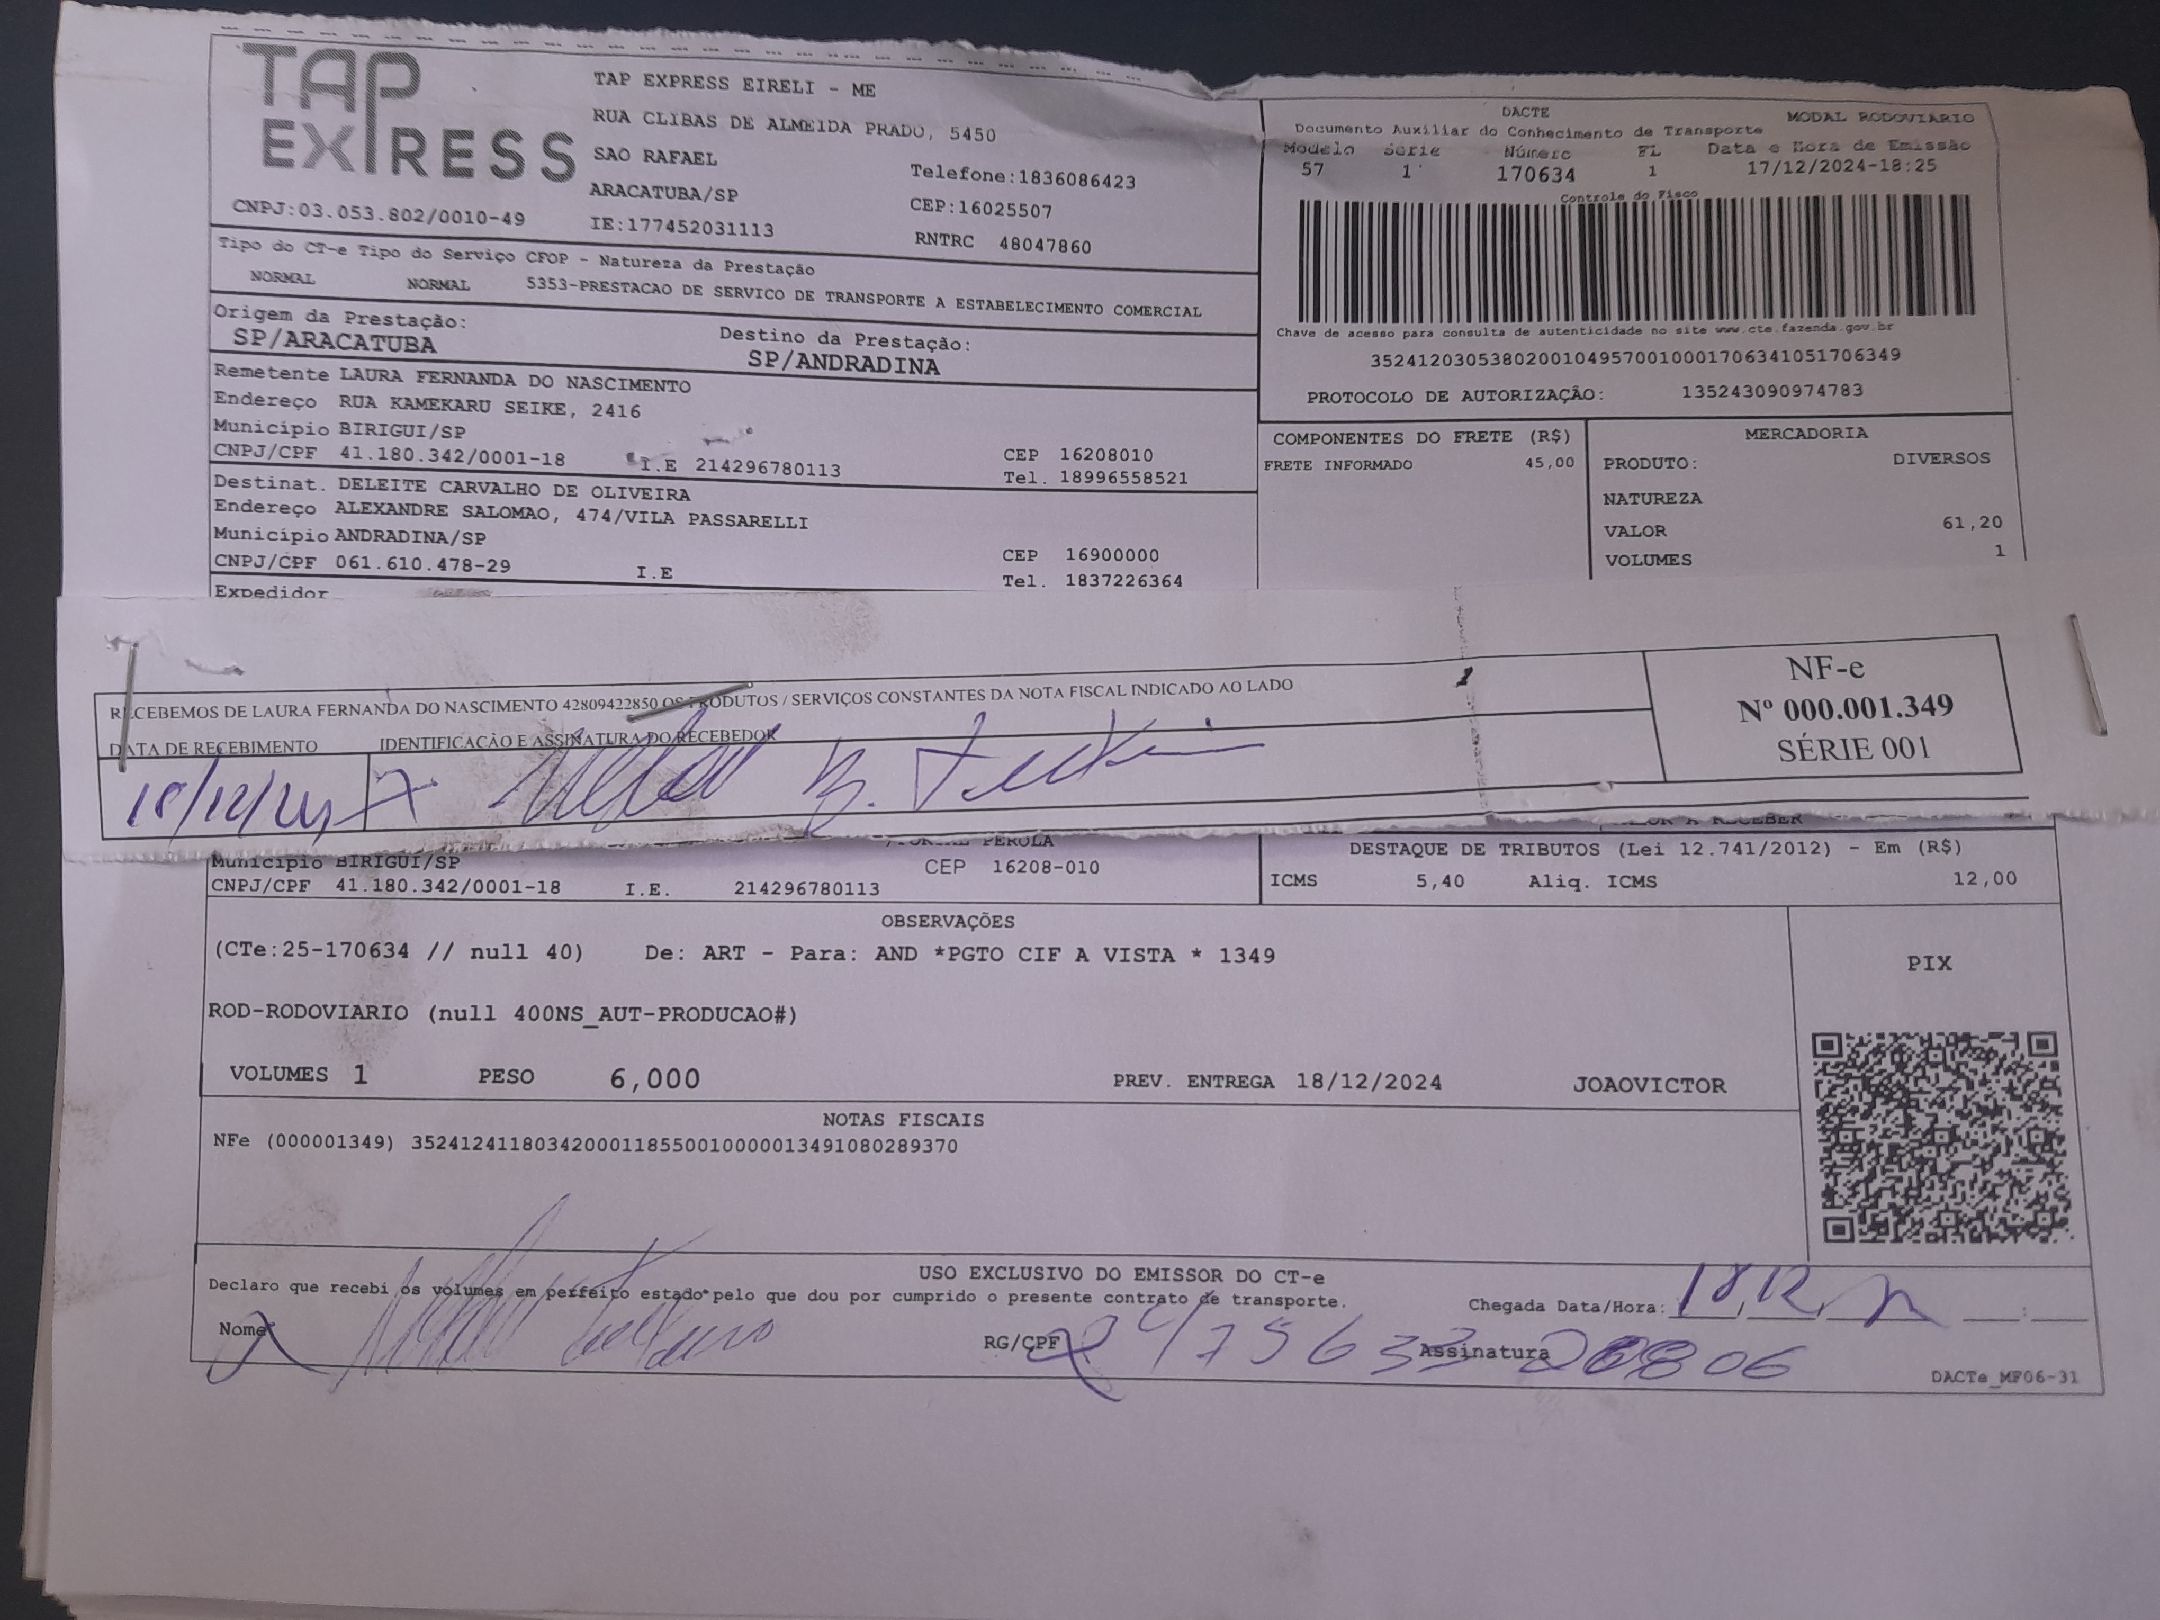 TAP
EXPRESS
TAP EXPRESS EIRELI - ME
RUA CLIBAS DE ALMEIDA PRADO, 5450
SAO RAFAEL
Telefone:1836086423
ARACATUBA/SP
CEP:16025507
CNPJ:03.053.802/0010-49
IE:177452031113
RNTRC 48047860
DACTE
MODAL RODOVIARIO
Documento Auxiliar do Conhecimento de Transporte
Modelo Série Número FL Data e Hora de Emissão
57 1 170634 1 17/12/2024-18:25
Controle do Fisco
Chave de acesso para consulta de autenticidade no site www.cte.fazenda.gov.br
35241203053802001049570010001706341051706349
PROTOCOLO DE AUTORIZAÇÃO: 135243090974783
Tipo do CT-e Tipo do Serviço CFOP - Natureza da Prestação
NORMAL NORMAL 5353-PRESTACAO DE SERVICO DE TRANSPORTE A ESTABELECIMENTO COMERCIAL
Origem da Prestação:
SP/ARACATUBA
Destino da Prestação:
SP/ANDRADINA
Remetente LAURA FERNANDA DO NASCIMENTO
Endereço RUA KAMEKARU SEIKE, 2416
Município BIRIGUI/SP
CEP 16208010
CNPJ/CPF 41.180.342/0001-18 I.E 214296780113
Tel. 18996558521
Destinat. DELEITE CARVALHO DE OLIVEIRA
Endereço ALEXANDRE SALOMAO, 474/VILA PASSARELLI
Município ANDRADINA/SP
CEP 16900000
CNPJ/CPF 061.610.478-29 I.E
Tel. 1837226364
Expedidor
COMPONENTES DO FRETE (R$)
FRETE INFORMADO 45,00
MERCADORIA
PRODUTO: DIVERSOS
NATUREZA
VALOR 61,20
VOLUMES 1
RECEBEMOS DE LAURA FERNANDA DO NASCIMENTO 42809422850 OS PRODUTOS / SERVIÇOS CONSTANTES DA NOTA FISCAL INDICADO AO LADO
DATA DE RECEBIMENTO
IDENTIFICAÇÃO E ASSINATURA DO RECEBEDOR
18/12/24
NF-e
Nº 000.001.349
SÉRIE 001
PEROLA
VALOR A RECEBER
Município BIRIGUI/SP
CEP 16208-010
CNPJ/CPF 41.180.342/0001-18 I.E. 214296780113
DESTAQUE DE TRIBUTOS (Lei 12.741/2012) - Em (R$)
ICMS 5,40 Aliq. ICMS 12,00
OBSERVAÇÕES
(CTe:25-170634 // null 40) De: ART - Para: AND *PGTO CIF A VISTA * 1349
ROD-RODOVIARIO (null 400NS_AUT-PRODUCAO#)
VOLUMES 1 PESO 6,000 PREV. ENTREGA 18/12/2024 JOAOVICTOR
PIX
NOTAS FISCAIS
NFe (000001349) 35241241180342000118550010000013491080289370
USO EXCLUSIVO DO EMISSOR DO CT-e
Declaro que recebi os volumes em perfeito estado pelo que dou por cumprido o presente contrato de transporte.
Chegada Data/Hora: 18 12
Nome
RG/CPF
Assinatura
DACTe_MF06-31